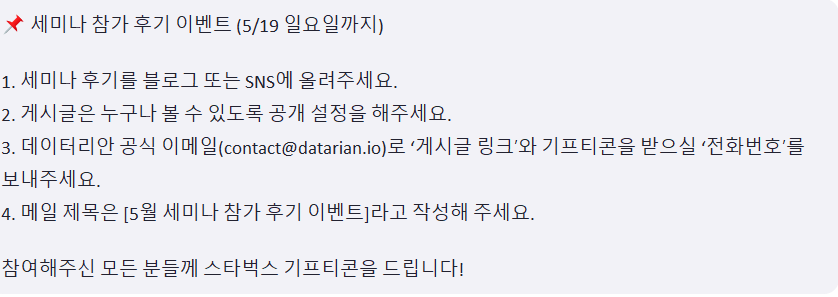 📌 세미나 참가 후기 이벤트 (5/19 일요일까지)
1. 세미나 후기를 블로그 또는 SNS에 올려주세요.
2. 게시글은 누구나 볼 수 있도록 공개 설정을 해주세요.
3. 데이터리안 공식 이메일(contact@datarian.io)로 ‘게시글 링크’와 기프티콘을 받으실 ‘전화번호’를
보내주세요.
4. 메일 제목은 [5월 세미나 참가 후기 이벤트]라고 작성해 주세요.
참여해주신 모든 분들께 스타벅스 기프티콘을 드립니다!